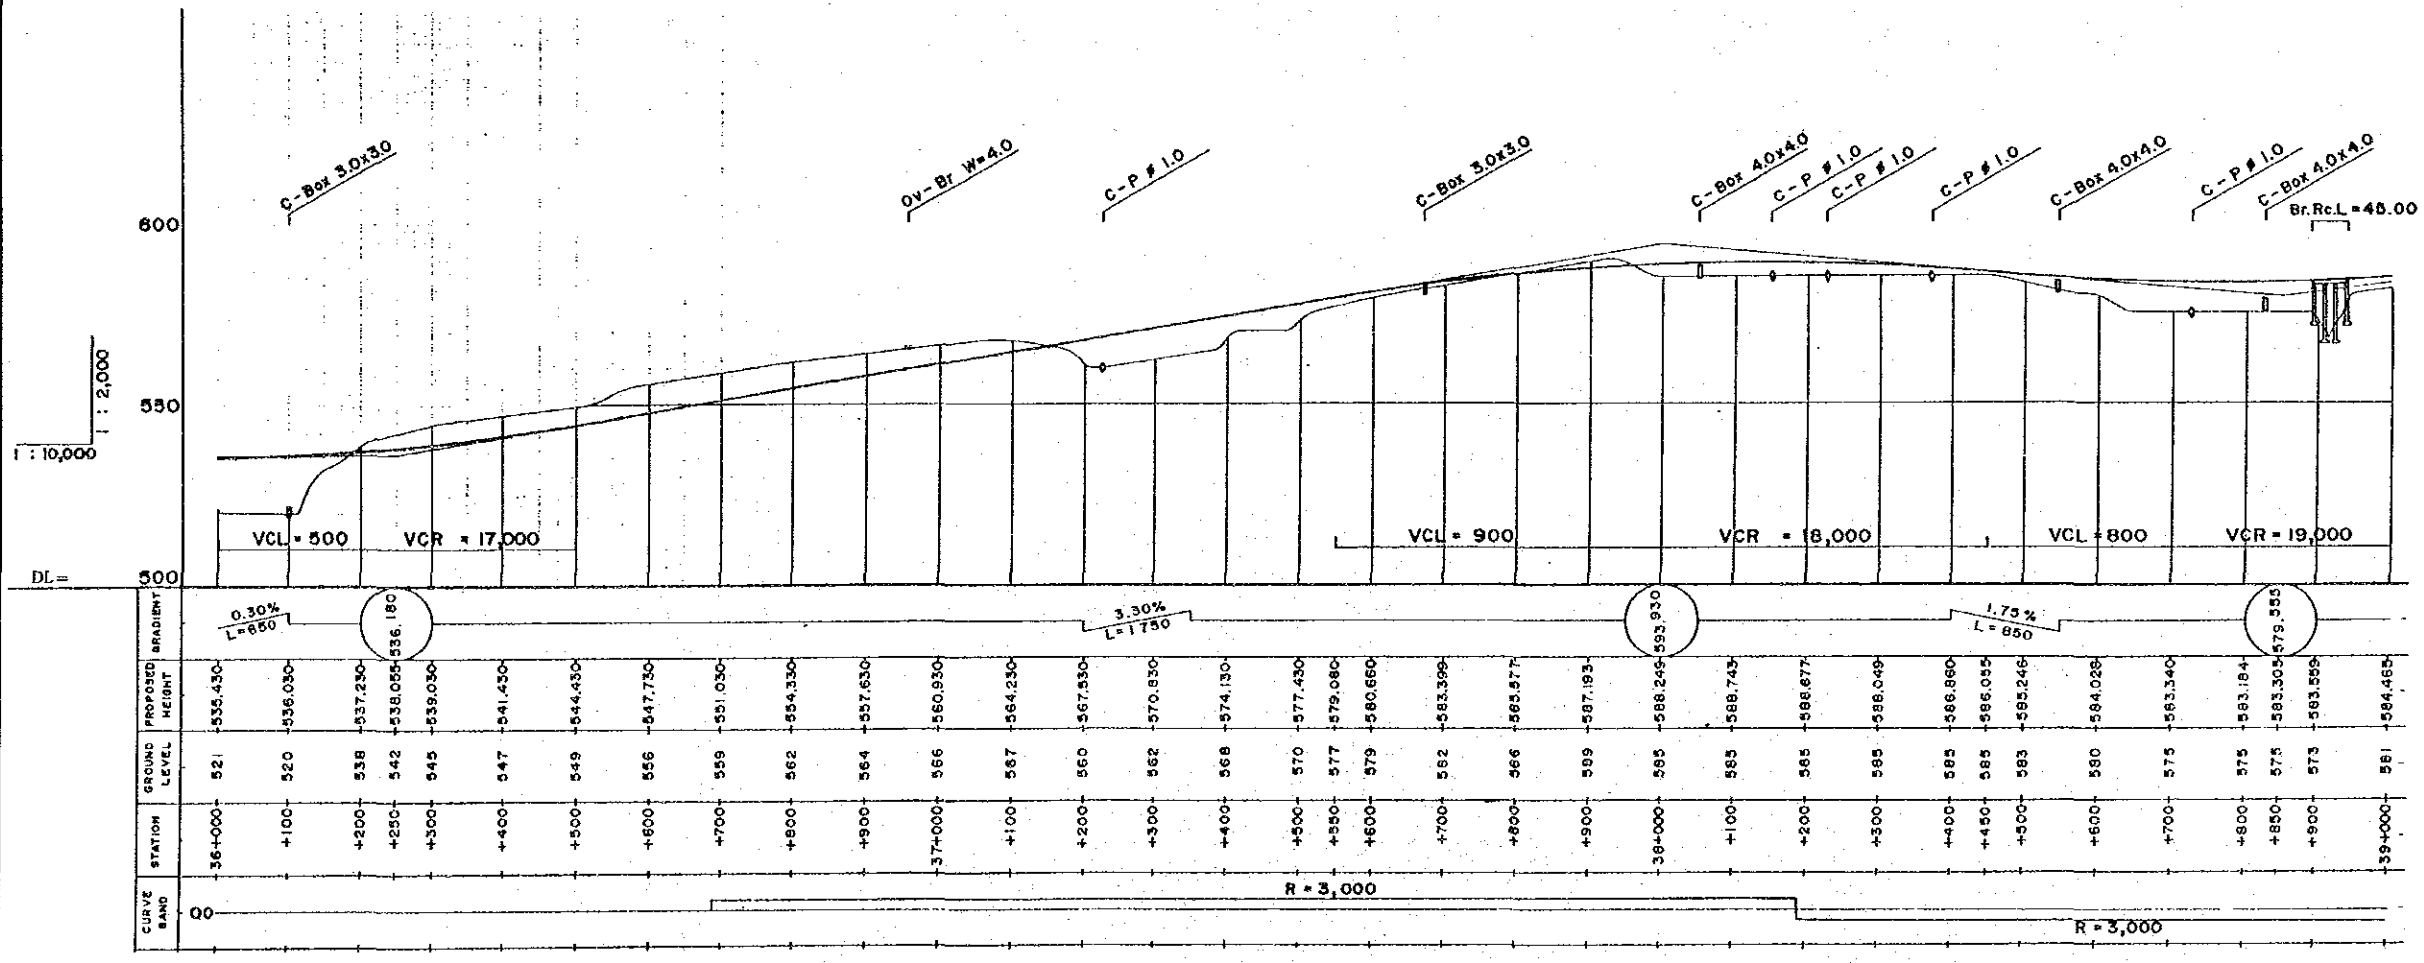 C-Box 3.0x3.0
Ov-Br W=4.0
C-P ø 1.0
C-Box 3.0x3.0
C-Box 4.0x4.0
C-P ø 1.0
C-P ø 1.0
C-P ø 1.0
C-Box 4.0x4.0
C-P ø 1.0
C-Box 4.0x4.0
Br.Rc.L=45.00
600
550
500
1 : 2,000
1 : 10,000
DL=
VCL = 500 VCR = 17,000 VCL = 900 VCR = 18,000 VCL = 800 VCR = 19,000
GRADIENT
0.30%
L=650
536.180
3.30%
L=1750
593.930
1.75%
L=850
579.555
PROPOSED HEIGHT
535.430 536.030 537.230 538.055 539.030 541.430 544.430 547.730 551.030 554.330 557.630 560.930 564.230 567.530 570.830 574.130 577.430 579.080 580.660 583.399 585.577 587.193 588.249 588.743 588.677 588.049 586.860 586.055 585.246 584.028 583.340 583.184 583.305 583.559 584.465
GROUND LEVEL
521 520 538 542 545 547 549 556 559 562 564 566 567 560 562 568 570 577 579 582 586 589 585 585 585 585 585 585 583 580 575 575 575 573 581
STATION
36+000 +100 +200 +250 +300 +400 +500 +600 +700 +800 +900 37+000 +100 +200 +300 +400 +500 +550 +600 +700 +800 +900 38+000 +100 +200 +300 +400 +450 +500 +600 +700 +800 +850 +900 39+000
CURVE BAND
R = 3,000
R = 3,000